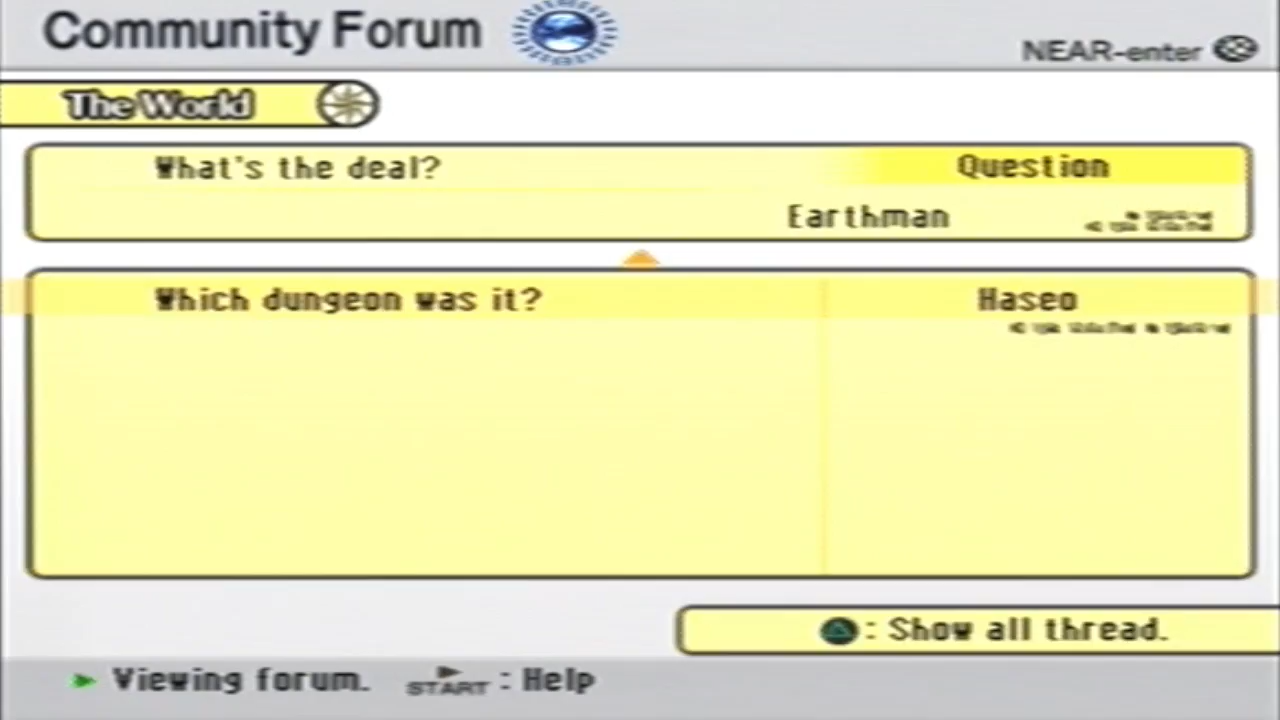 Community Forum
NEAR-enter
The World
What's the deal?
Question
Earthman
Which dungeon was it?
Haseo
: Show all thread.
Viewing forum. START : Help